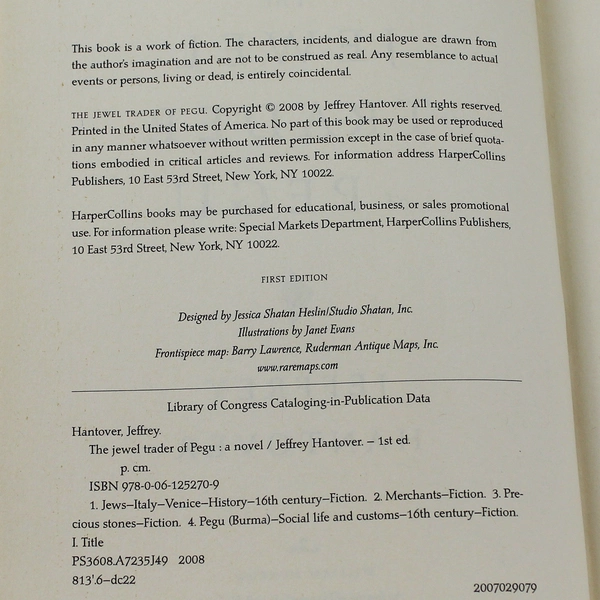 This book is a work of fiction. The characters, incidents, and dialogue are drawn from
the author's imagination and are not to be construed as real. Any resemblance to actual
events or persons, living or dead, is entirely coincidental.
THE JEWEL TRADER OF PEGU. Copyright © 2008 by Jeffrey Hantover. All rights reserved.
Printed in the United States of America. No part of this book may be used or reproduced
in any manner whatsoever without written permission except in the case of brief quota-
tions embodied in critical articles and reviews. For information address HarperCollins
Publishers, 10 East 53rd Street, New York, NY 10022.
HarperCollins books may be purchased for educational, business, or sales promotional
use. For information please write: Special Markets Department, HarperCollins Publishers,
10 East 53rd Street, New York, NY 10022.
FIRST EDITION
Designed by Jessica Shatan Heslin/Studio Shatan, Inc.
Illustrations by Janet Evans
Frontispiece map: Barry Lawrence, Ruderman Antique Maps, Inc.
www.raremaps.com
Library of Congress Cataloging-in-Publication Data
Hantover, Jeffrey.
The jewel trader of Pegu : a novel / Jeffrey Hantover. — 1st ed.
p. cm.
ISBN 978-0-06-125270-9
1. Jews—Italy—Venice—History—16th century—Fiction. 2. Merchants—Fiction. 3. Pre-
cious stones—Fiction. 4. Pegu (Burma)—Social life and customs—16th century—Fiction.
I. Title
PS3608.A7235J49 2008
813'.6—dc22
2007029079